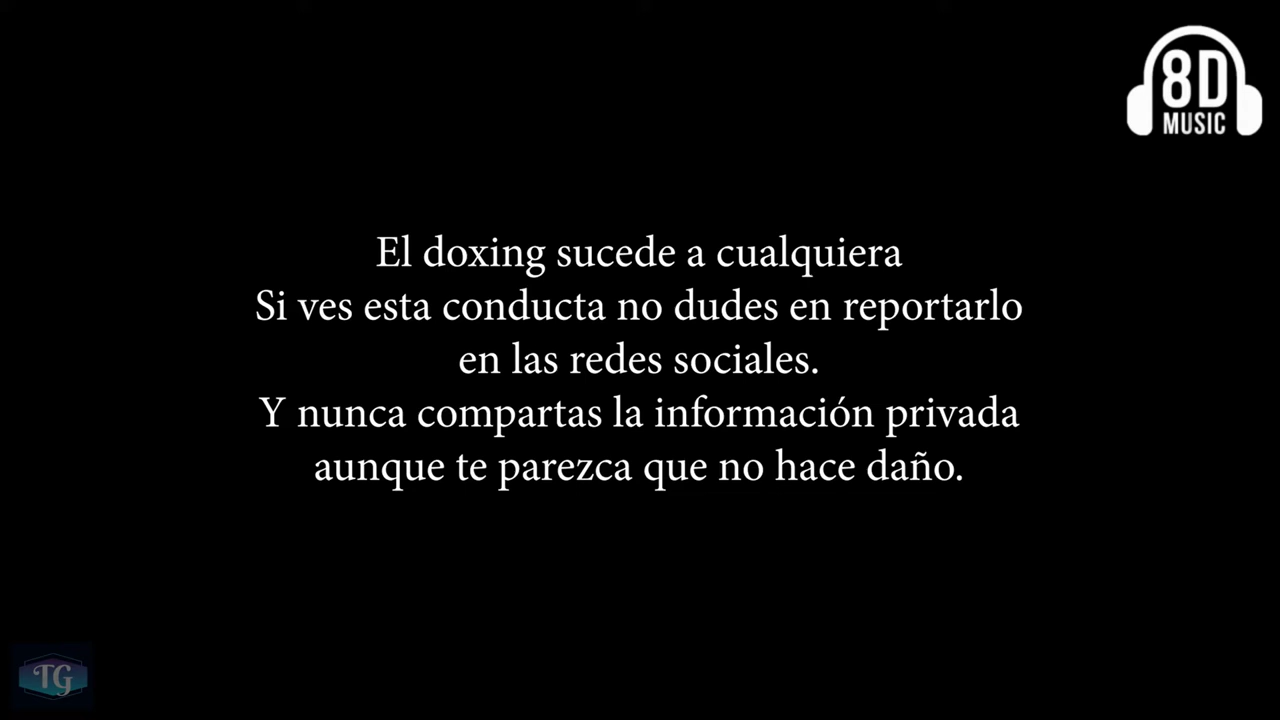 8D
MUSIC
El doxing sucede a cualquiera
Si ves esta conducta no dudes en reportarlo
en las redes sociales.
Y nunca compartas la información privada
aunque te parezca que no hace daño.
TG